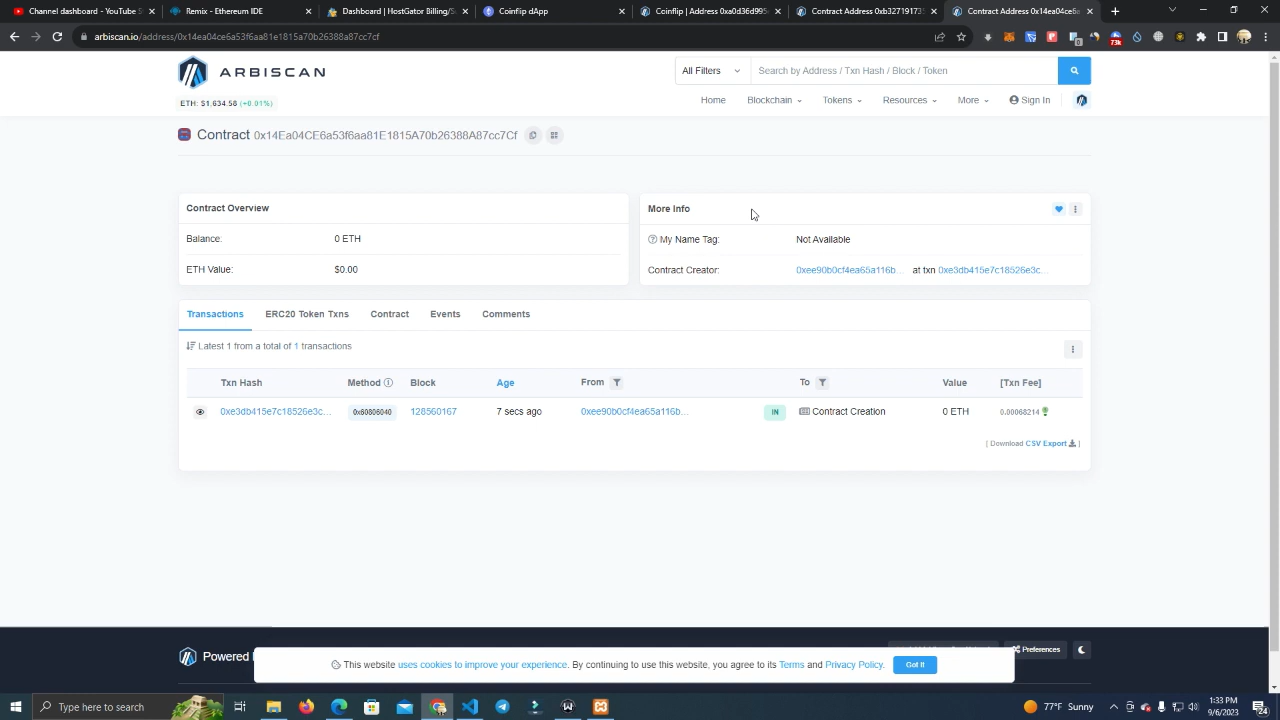 Channel dashboard - YouTube S
Remix - Ethereum IDE
Dashboard | HostGator Billing/S
Coinflip dApp
Coinflip | Address 0xa0d36d995
Contract Address 0xb32719173
Contract Address 0x14ea04ce6a
arbiscan.io/address/0x14ea04ce6a53f6aa81e1815a70b26388a87cc7cf
73k
ARBISCAN
All Filters
Search by Address / Txn Hash / Block / Token
ETH: $1,634.58 (+0.01%)
Home Blockchain Tokens Resources More Sign In
Contract 0x14Ea04CE6a53f6aa81E1815A70b26388A87cc7Cf
Contract Overview
Balance: 0 ETH
ETH Value: $0.00
More Info
My Name Tag: Not Available
Contract Creator: 0xee90b0cf4ea65a116b... at txn 0xe3db415e7c18526e3c...
Transactions ERC20 Token Txns Contract Events Comments
Latest 1 from a total of 1 transactions
Txn Hash Method Block Age From To Value [Txn Fee]
0xe3db415e7c18526e3c... 0x60806040 128560167 7 secs ago 0xee90b0cf4ea65a116b... IN Contract Creation 0 ETH 0.00068214
[ Download CSV Export ]
Powered
Preferences
This website uses cookies to improve your experience. By continuing to use this website, you agree to its Terms and Privacy Policy. Got It
Type here to search
77°F Sunny
1:33 PM
9/6/2023
24